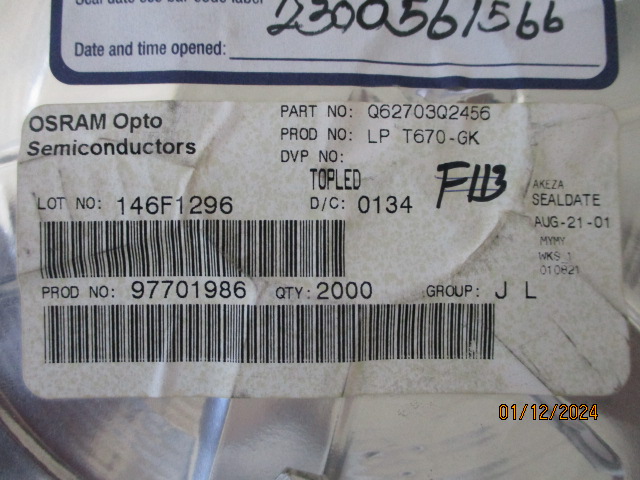 2300561566
Date and time opened:
OSRAM Opto
Semiconductors
PART NO: Q62703Q2456
PROD NO: LP T670-GK
DVP NO:
TOPLED
LOT NO: 146F1296
D/C: 0134
AKEZA
SEALDATE
AUG-21-01
MYMY
WKS 1
010821
PROD NO: 97701986 QTY: 2000 GROUP: J L
01/12/2024